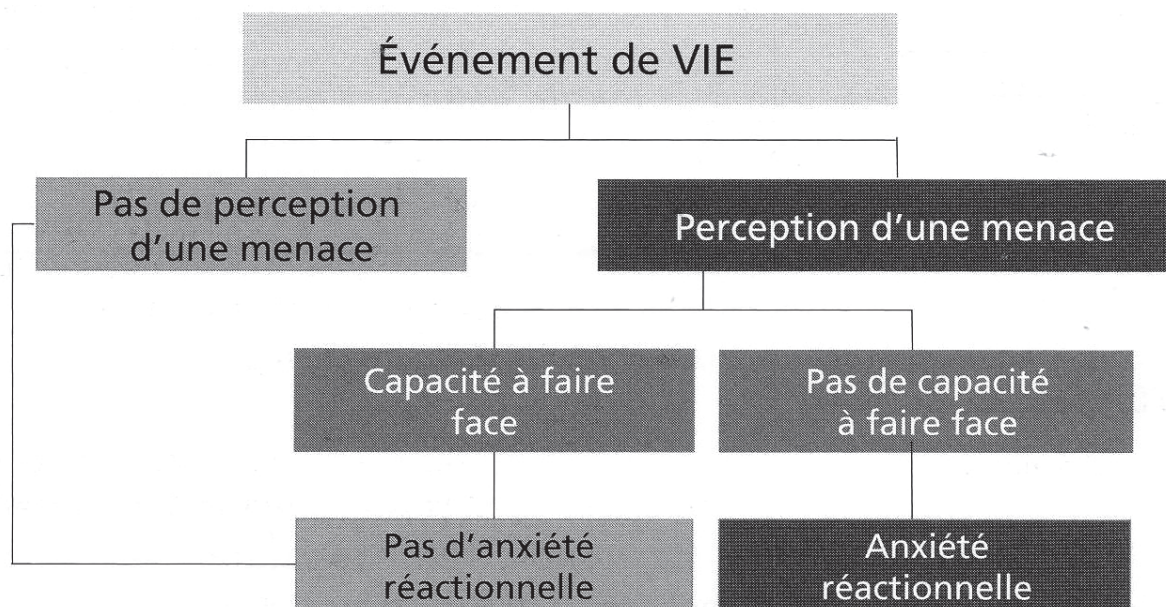 Événement de VIE
Pas de perception
d'une menace
Perception d'une menace
Capacité à faire
face
Pas de capacité
à faire face
Pas d'anxiété
réactionnelle
Anxiété
réactionnelle